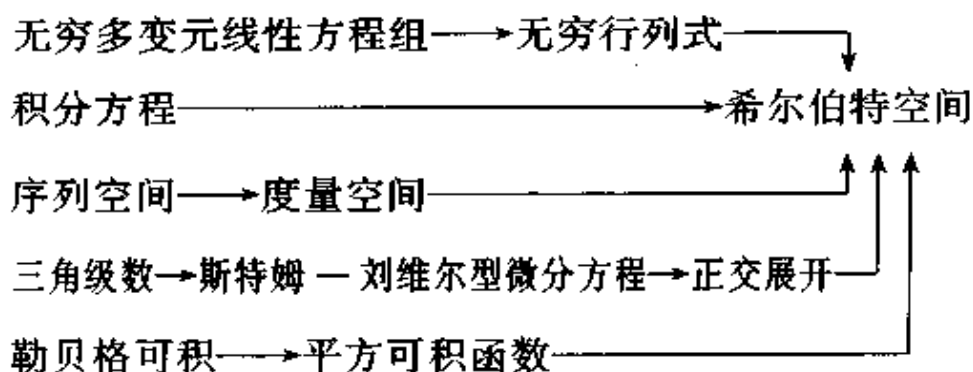 无穷多变元线性方程组→无穷行列式
积分方程→希尔伯特空间
序列空间→度量空间
三角级数→斯特姆—刘维尔型微分方程→正交展开
勒贝格可积→平方可积函数